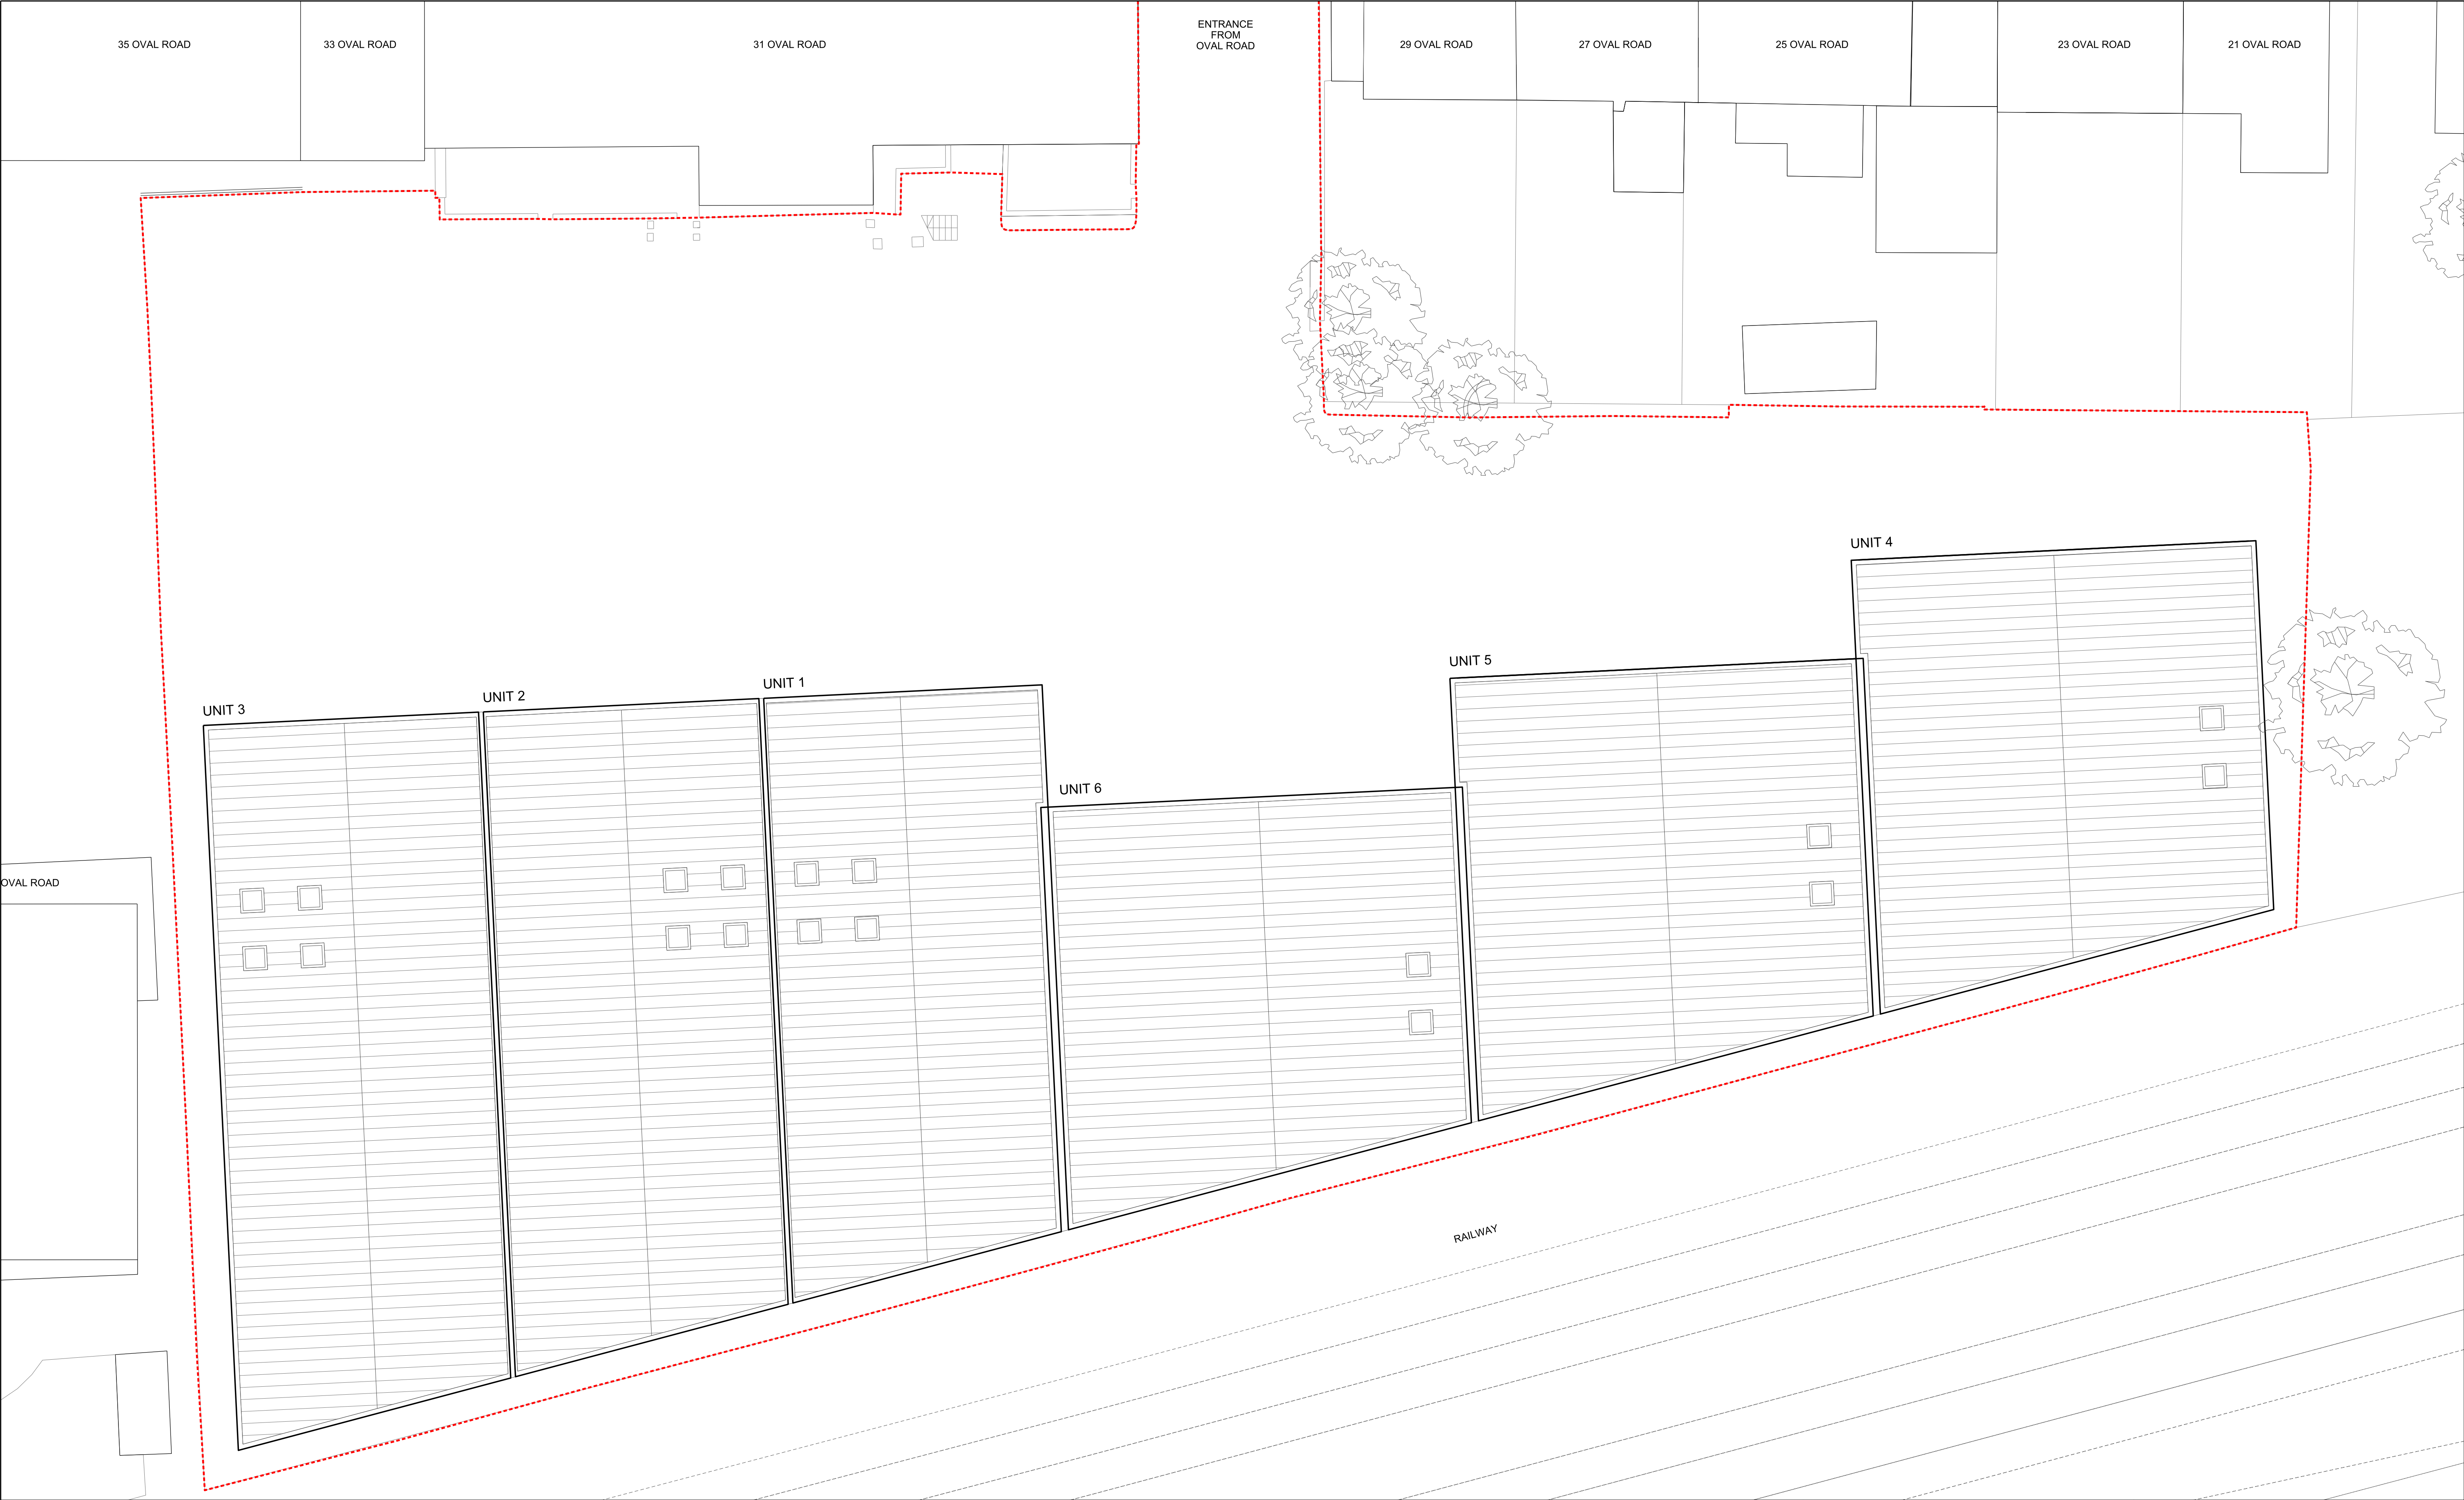 35 OVAL ROAD
33 OVAL ROAD
31 OVAL ROAD
ENTRANCE
FROM
OVAL ROAD
29 OVAL ROAD
27 OVAL ROAD
25 OVAL ROAD
23 OVAL ROAD
21 OVAL ROAD
UNIT 4
UNIT 5
UNIT 1
UNIT 2
UNIT 3
UNIT 6
OVAL ROAD
RAILWAY